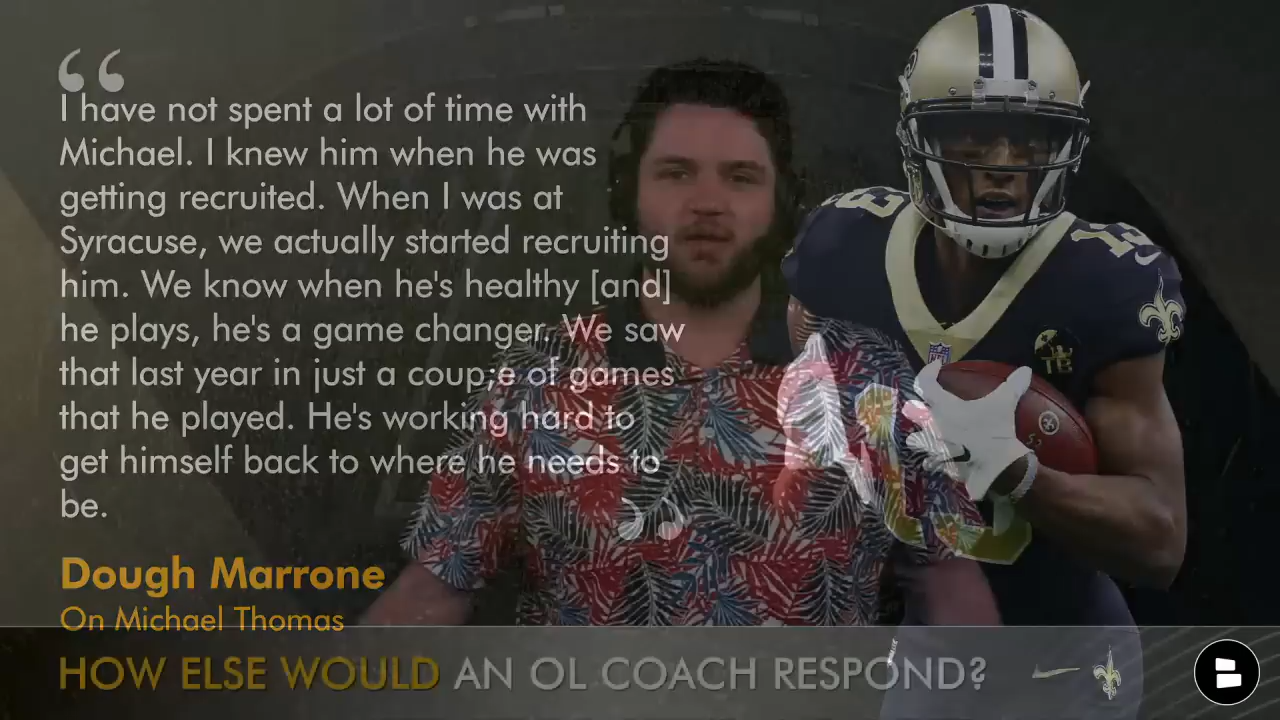 I have not spent a lot of time with
Michael. I knew him when he was
getting recruited. When I was at
Syracuse, we actually started recruiting
him. We know when he's healthy [and]
he plays, he's a game changer. We saw
that last year in just a coup;e of games
that he played. He's working hard to
get himself back to where he needs to
be.
Dough Marrone
On Michael Thomas
HOW ELSE WOULD AN OL COACH RESPOND?
13
13
NFL